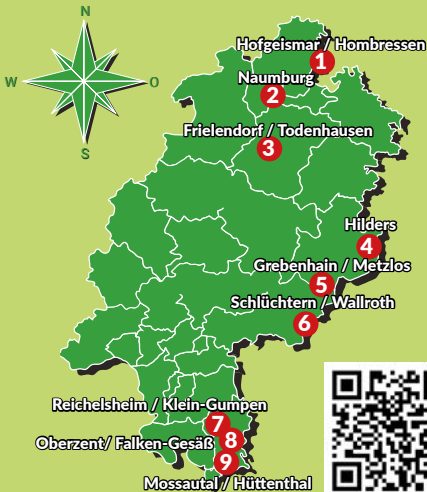 N
W
O
S
Hofgeismar / Hombressen
1
Naumburg
2
Frielendorf / Todenhausen
3
Hilders
4
Grebenhain / Metzlos
5
Schlüchtern / Wallroth
6
Reichelsheim / Klein-Gumpen
7
Oberzent/ Falken-Gesäß
8
9
Mossautal / Hüttenthal